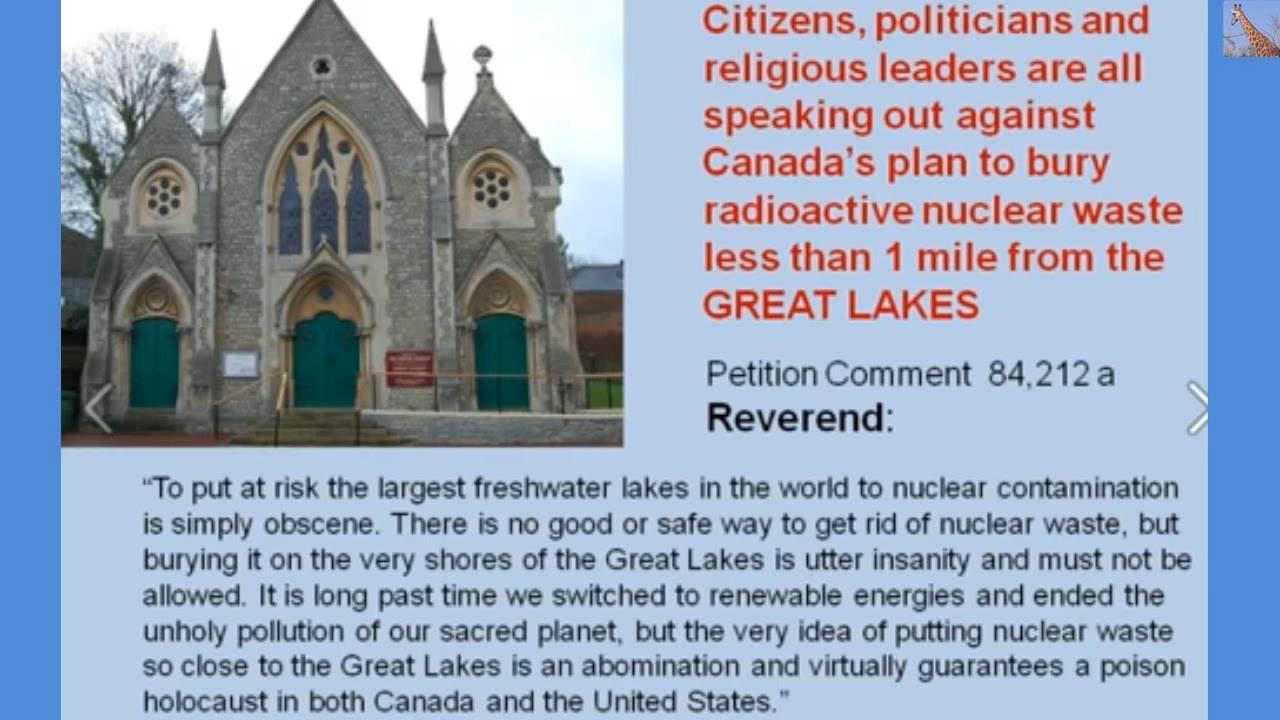 Citizens, politicians and
religious leaders are all
speaking out against
Canada's plan to bury
radioactive nuclear waste
less than 1 mile from the
GREAT LAKES
Petition Comment 84,212 a
Reverend:
“To put at risk the largest freshwater lakes in the world to nuclear contamination
is simply obscene. There is no good or safe way to get rid of nuclear waste, but
burying it on the very shores of the Great Lakes is utter insanity and must not be
allowed. It is long past time we switched to renewable energies and ended the
unholy pollution of our sacred planet, but the very idea of putting nuclear waste
so close to the Great Lakes is an abomination and virtually guarantees a poison
holocaust in both Canada and the United States.”